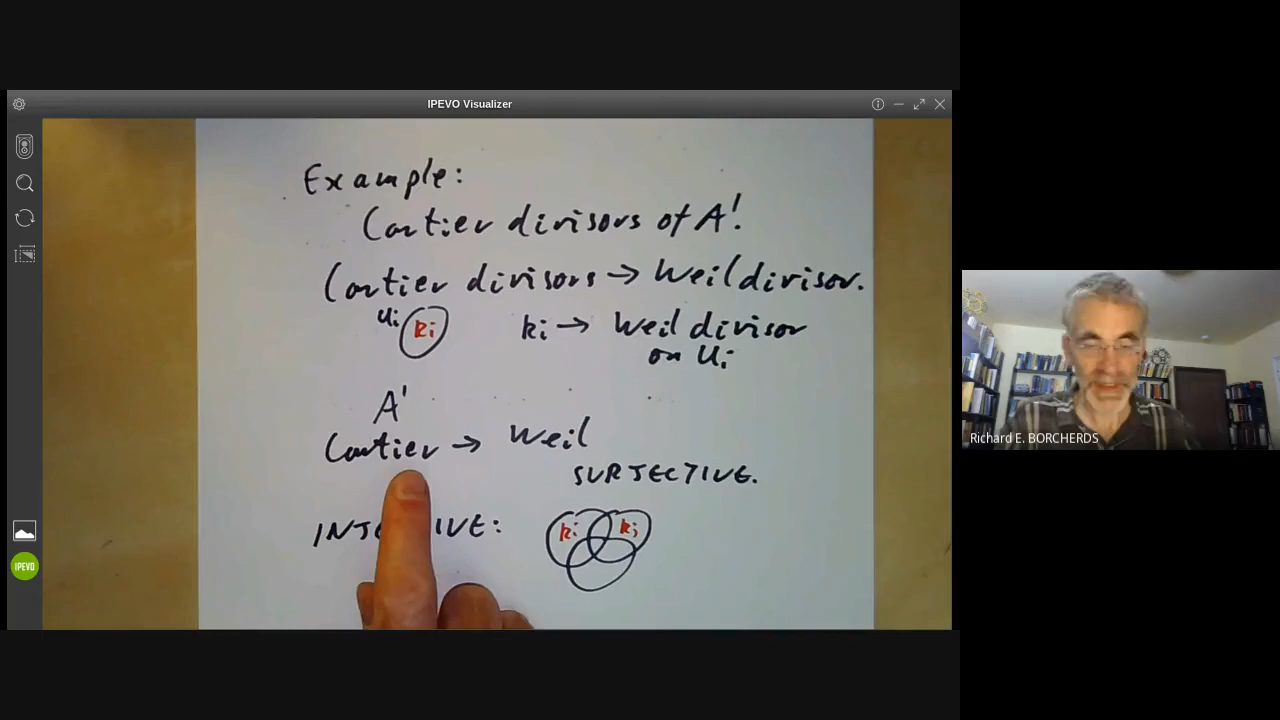 IPEVO Visualizer
Example:
Cartier divisors of A¹.
Cartier divisors → Weil divisor.
Ui ki ki → Weil divisor
on Ui
A¹
Cartier → Weil
SURJECTIVE.
ki kj
IPEVO
Richard E. BORCHERDS